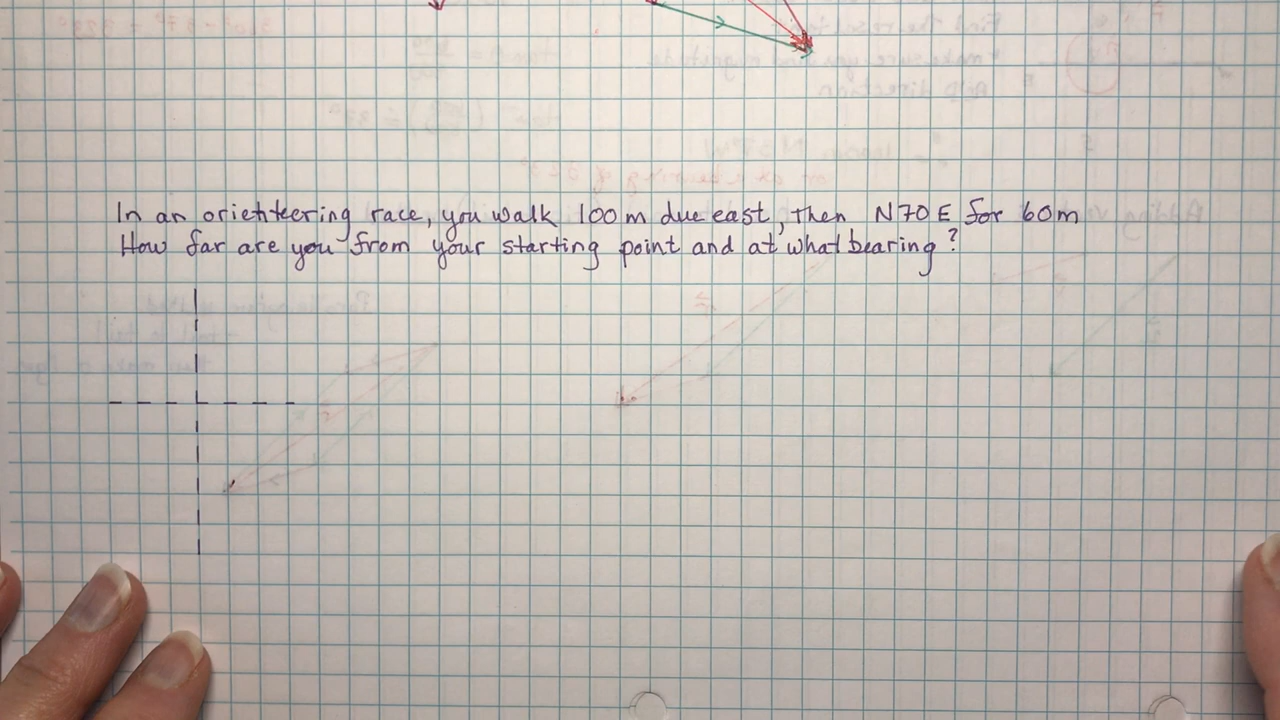 In an orienteering race, you walk 100 m due east, then N70E for 60m
How far are you from your starting point and at what bearing?